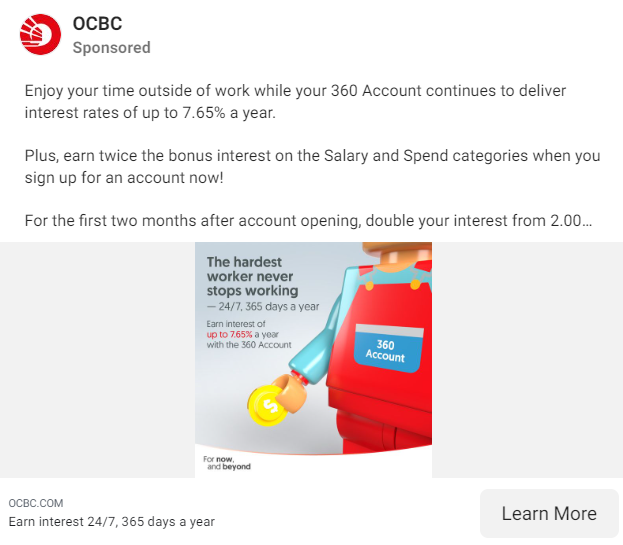 OCBC
Sponsored
Enjoy your time outside of work while your 360 Account continues to deliver
interest rates of up to 7.65% a year.
Plus, earn twice the bonus interest on the Salary and Spend categories when you
sign up for an account now!
For the first two months after account opening, double your interest from 2.00...
The hardest
worker never
stops working
— 24/7, 365 days a year
Earn interest of
up to 7.65% a year
with the 360 Account
360
Account
$
For now,
and beyond
OCBC.COM
Earn interest 24/7, 365 days a year
Learn More